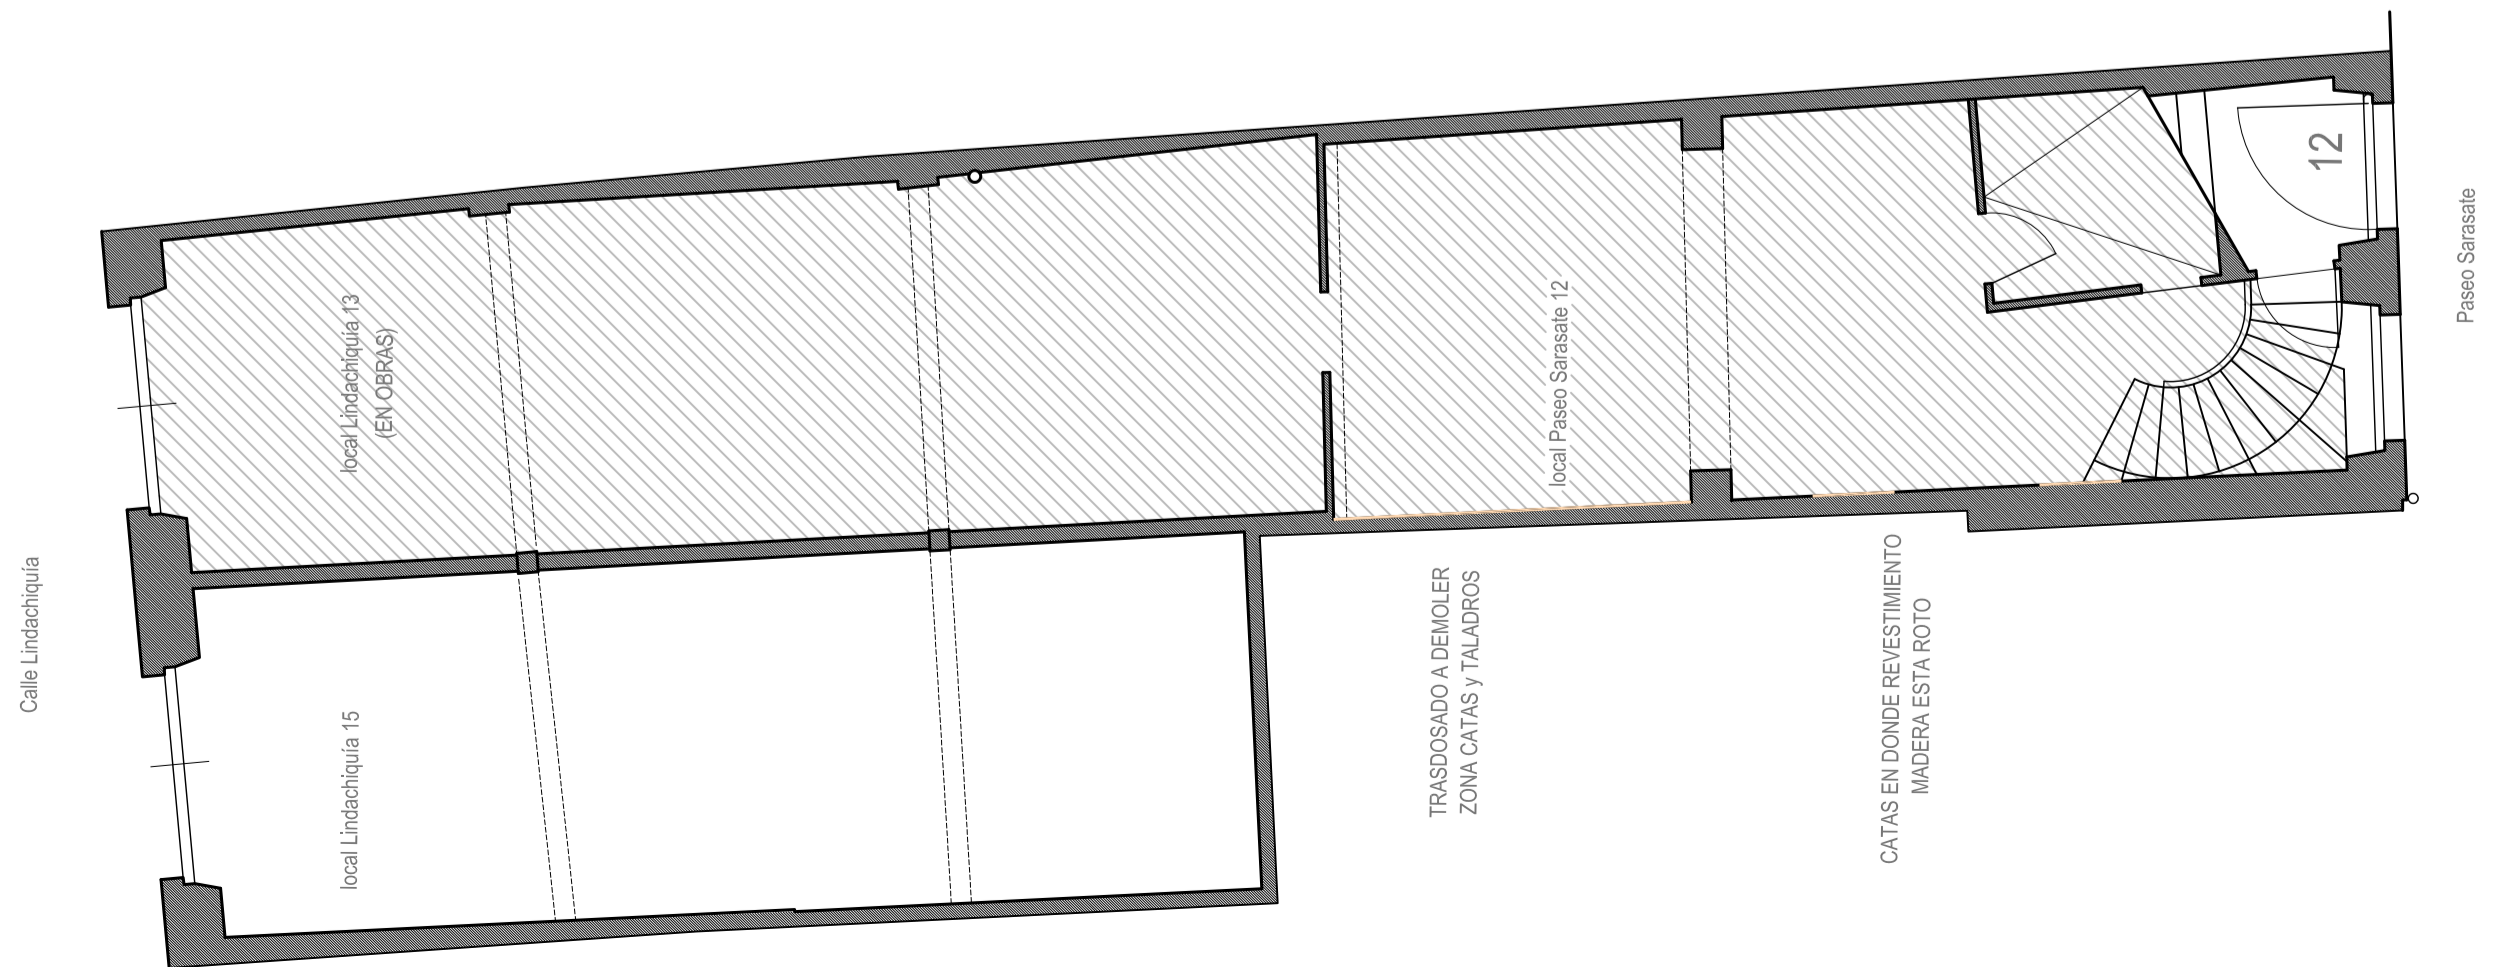 Calle Lindachiquía
local Lindachiquía 13
(EN OBRAS)
local Lindachiquía 15
local Paseo Sarasate 12
TRASDOSADO A DEMOLER
ZONA CATAS y TALADROS
CATAS EN DONDE REVESTIMIENTO
MADERA ESTA ROTO
12
Paseo Sarasate